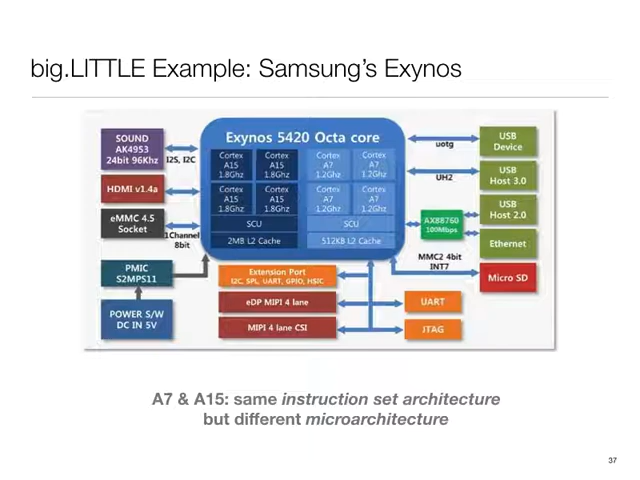 big.LITTLE Example: Samsung's Exynos
SOUND
AK4953
24bit 96Khz
I2S, I2C
HDMI v1.4a
eMMC 4.5
Socket
1Channel
8bit
PMIC
S2MPS11
POWER S/W
DC IN 5V
Exynos 5420 Octa core
Cortex
A15
1.8Ghz
Cortex
A15
1.8Ghz
Cortex
A7
1.2Ghz
Cortex
A7
1.2Ghz
Cortex
A15
1.8Ghz
Cortex
A15
1.8Ghz
Cortex
A7
1.2Ghz
Cortex
A7
1.2Ghz
SCU
SCU
2MB L2 Cache
512KB L2 Cache
uotg
UH2
USB
Device
USB
Host 3.0
USB
Host 2.0
AX88760
100Mbps
Ethernet
MMC2 4bit
INT7
Micro SD
Extension Port
I2C, SPI, UART, GPIO, HSIC
eDP MIPI 4 lane
MIPI 4 lane CSI
UART
JTAG
A7 & A15: same instruction set architecture
but different microarchitecture
37